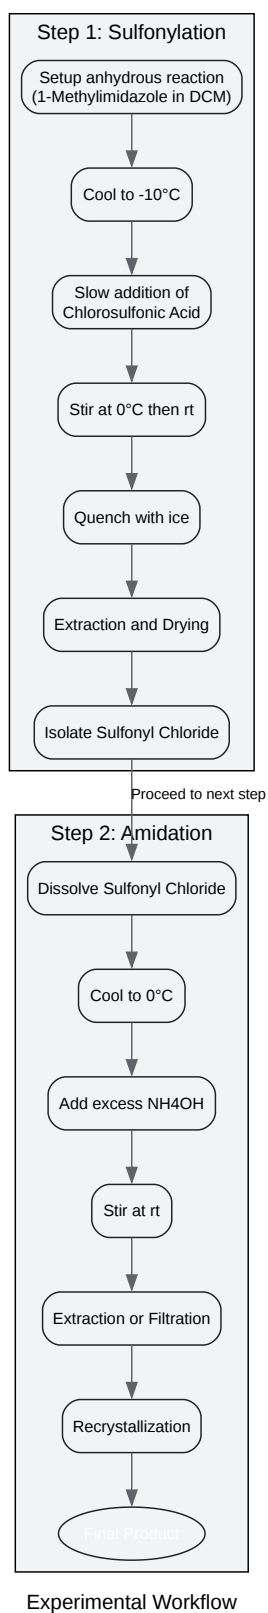 Step 1: Sulfonylation
Setup anhydrous reaction
(1-Methylimidazole in DCM)
Cool to -10°C
Slow addition of
Chlorosulfonic Acid
Stir at 0°C then rt
Quench with ice
Extraction and Drying
Isolate Sulfonyl Chloride
Proceed to next step
Step 2: Amidation
Dissolve Sulfonyl Chloride
Cool to 0°C
Add excess NH4OH
Stir at rt
Extraction or Filtration
Recrystallization
Final Product
Experimental Workflow